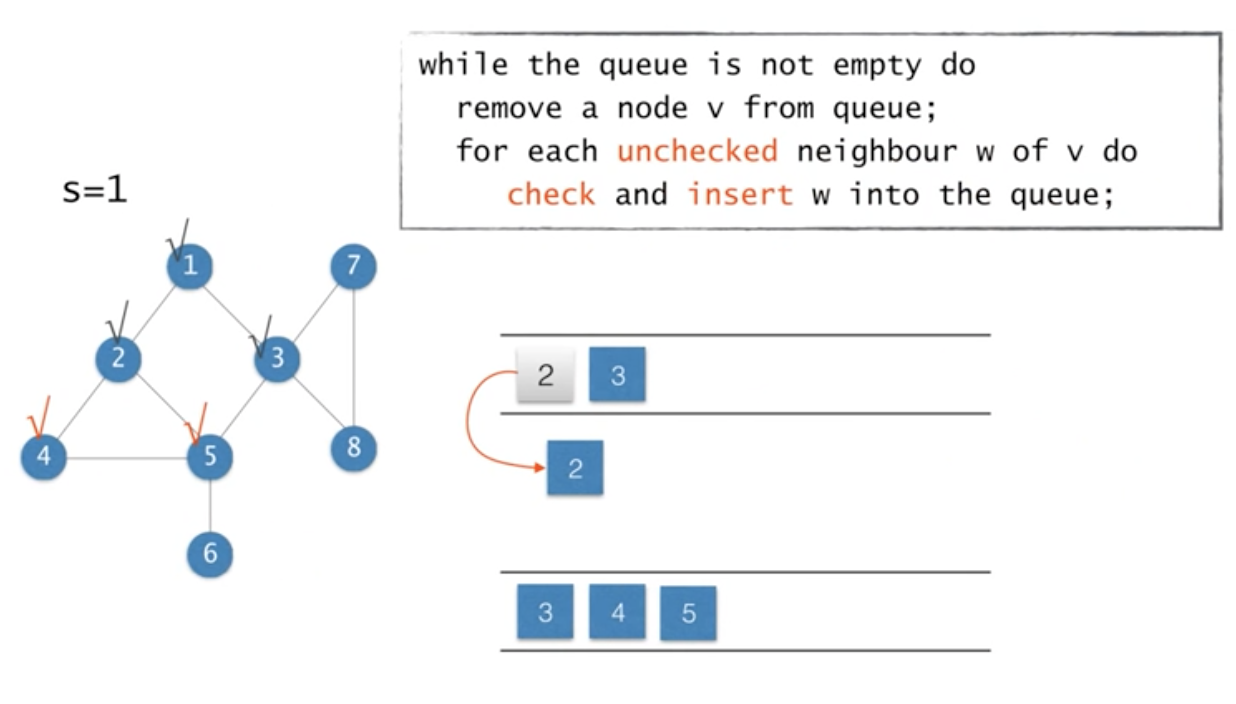 while the queue is not empty do
remove a node v from queue;
for each unchecked neighbour w of v do
check and insert w into the queue;
s=1
1
7
2
3
4
5
8
6
2 3
2
3 4 5